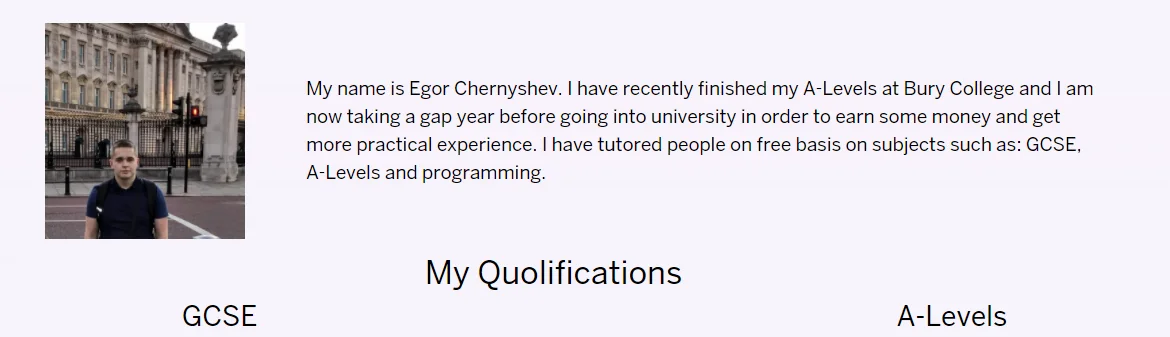 My name is Egor Chernyshev. I have recently finished my A-Levels at Bury College and I am
now taking a gap year before going into university in order to earn some money and get
more practical experience. I have tutored people on free basis on subjects such as: GCSE,
A-Levels and programming.
My Quolifications
GCSE
A-Levels